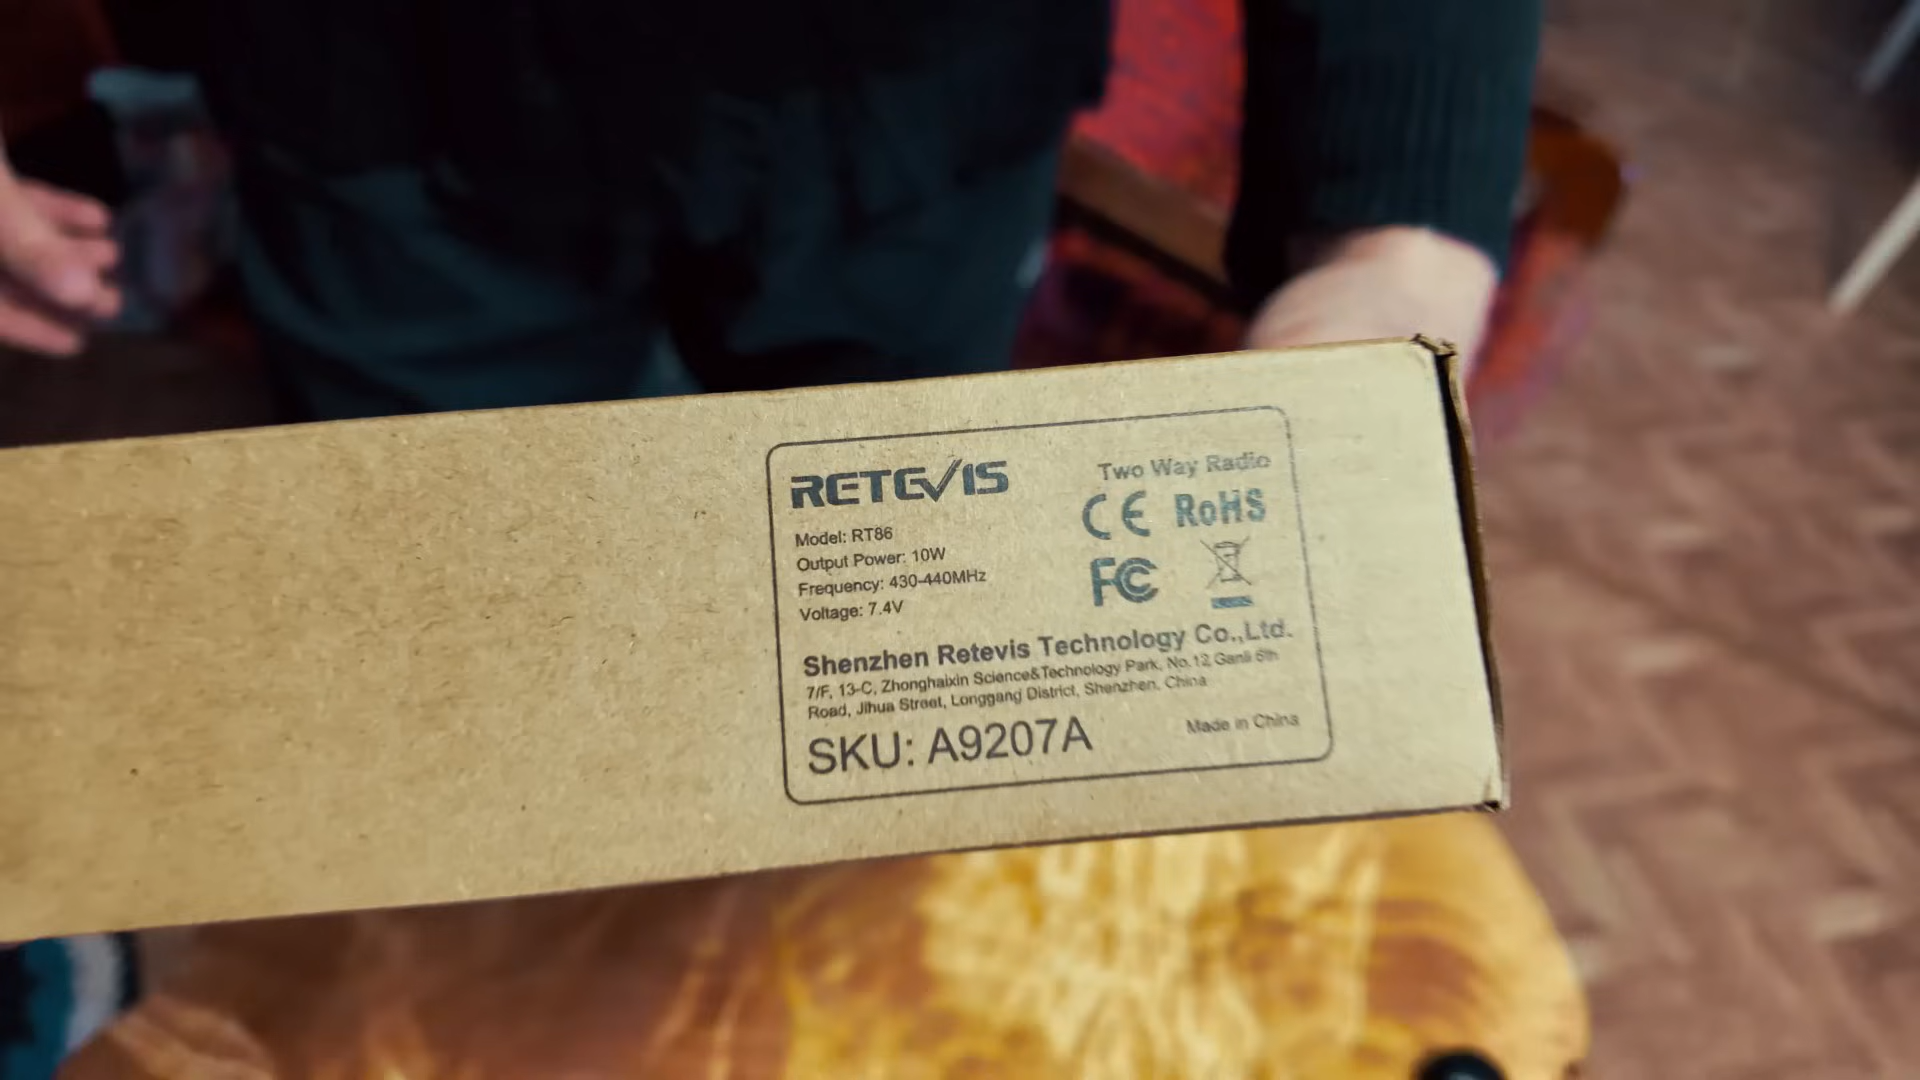 RETEVIS
Two Way Radio
CE RoHS
FC
Model: RT86
Output Power: 10W
Frequency: 430-440MHz
Voltage: 7.4V
Shenzhen Retevis Technology Co.,Ltd.
7/F, 13-C, Zhonghaixin Science&Technology Park, No.12 Ganli 6th
Road, Jihua Street, Longgang District, Shenzhen, China
SKU: A9207A
Made in China